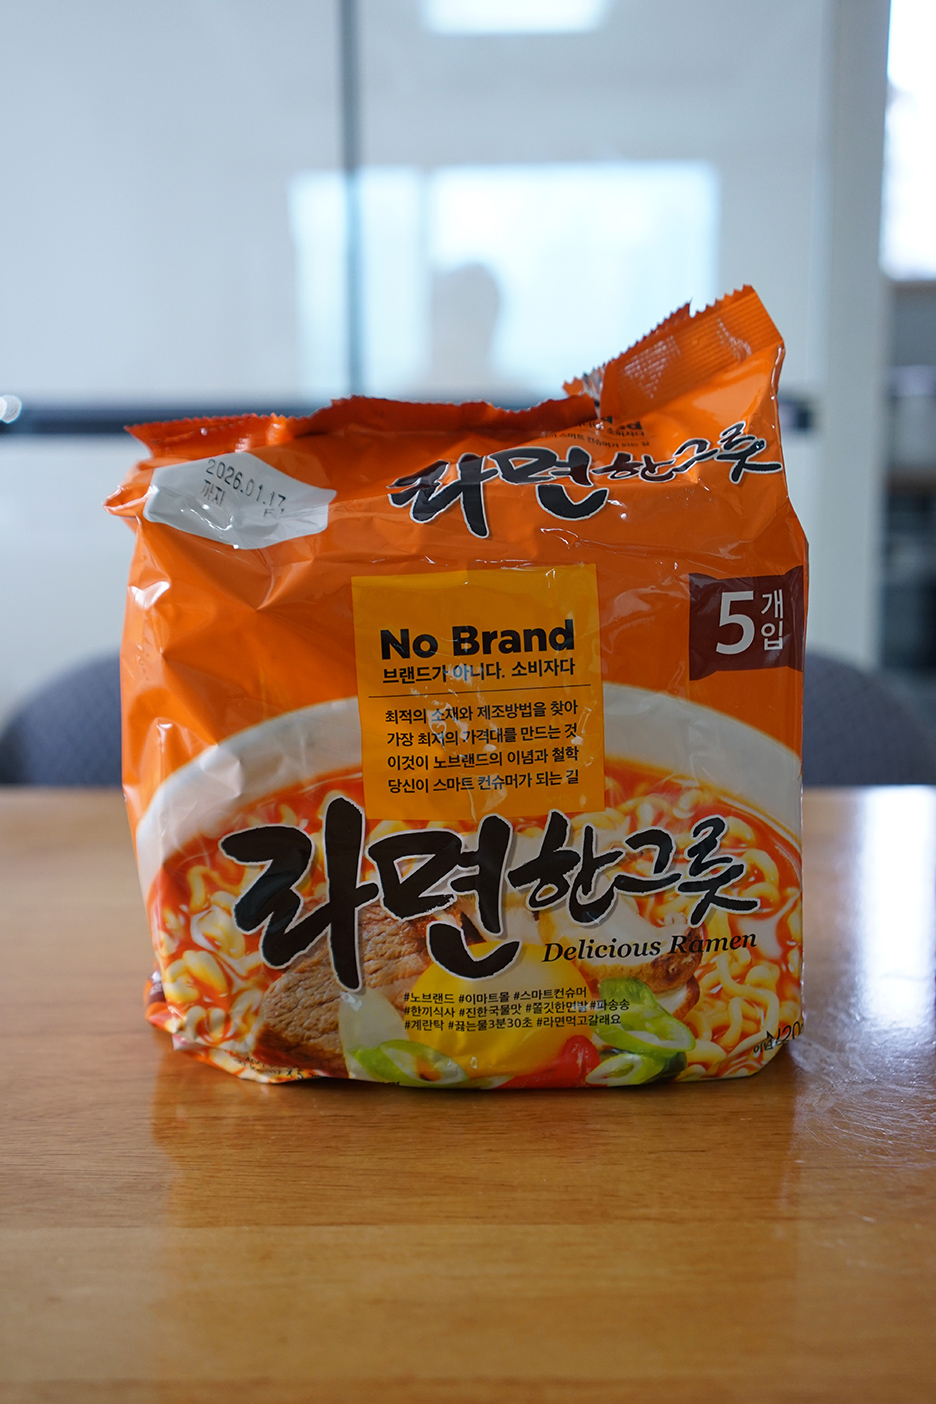 2026.01.17
까지
라면한그릇
5개입
No Brand
브랜드가 아니다. 소비자다
최적의 소재와 제조방법을 찾아
가장 최저의 가격대를 만드는 것
이것이 노브랜드의 이념과 철학
당신이 스마트 컨슈머가 되는 길
라면한그릇
Delicious Ramen
#노브랜드 #이마트몰 #스마트컨슈머
#한끼식사 #진한국물맛 #쫄깃한면발 #파송송
#계란탁 #끓는물3분30초 #라면먹고갈래요